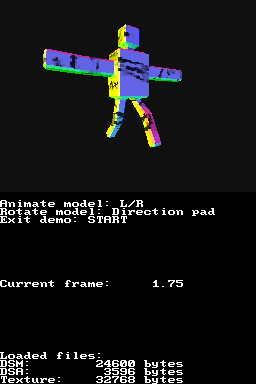 Animate model: L/R
Rotate model: Direction pad
Exit demo: START
Current frame: 1.75
Loaded files:
DSM: 24600 bytes
DSA: 3596 bytes
Texture: 32768 bytes